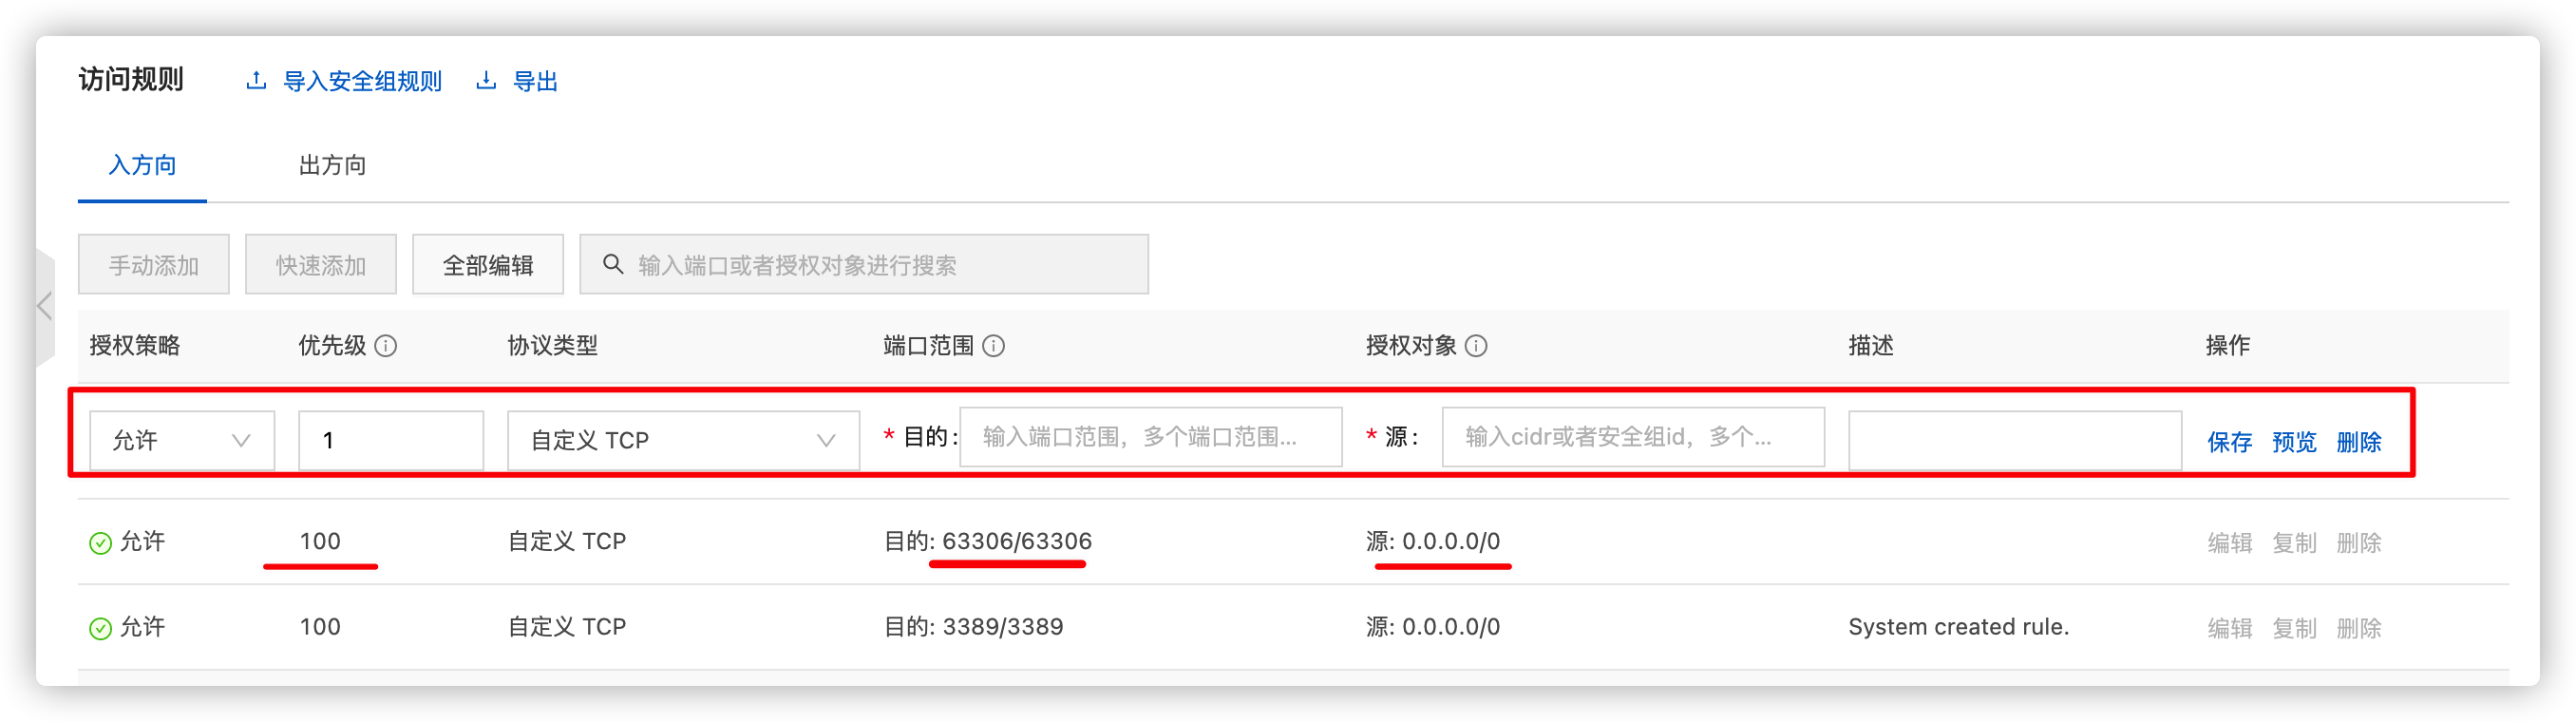 访问规则 导入安全组规则 导出
入方向 出方向
手动添加 快速添加 全部编辑 输入端口或者授权对象进行搜索
授权策略 优先级 协议类型 端口范围 授权对象 描述 操作
允许 1 自定义 TCP * 目的: 输入端口范围，多个端口范围... * 源: 输入cidr或者安全组id，多个... 保存 预览 删除
允许 100 自定义 TCP 目的: 63306/63306 源: 0.0.0.0/0 编辑 复制 删除
允许 100 自定义 TCP 目的: 3389/3389 源: 0.0.0.0/0 System created rule. 编辑 复制 删除